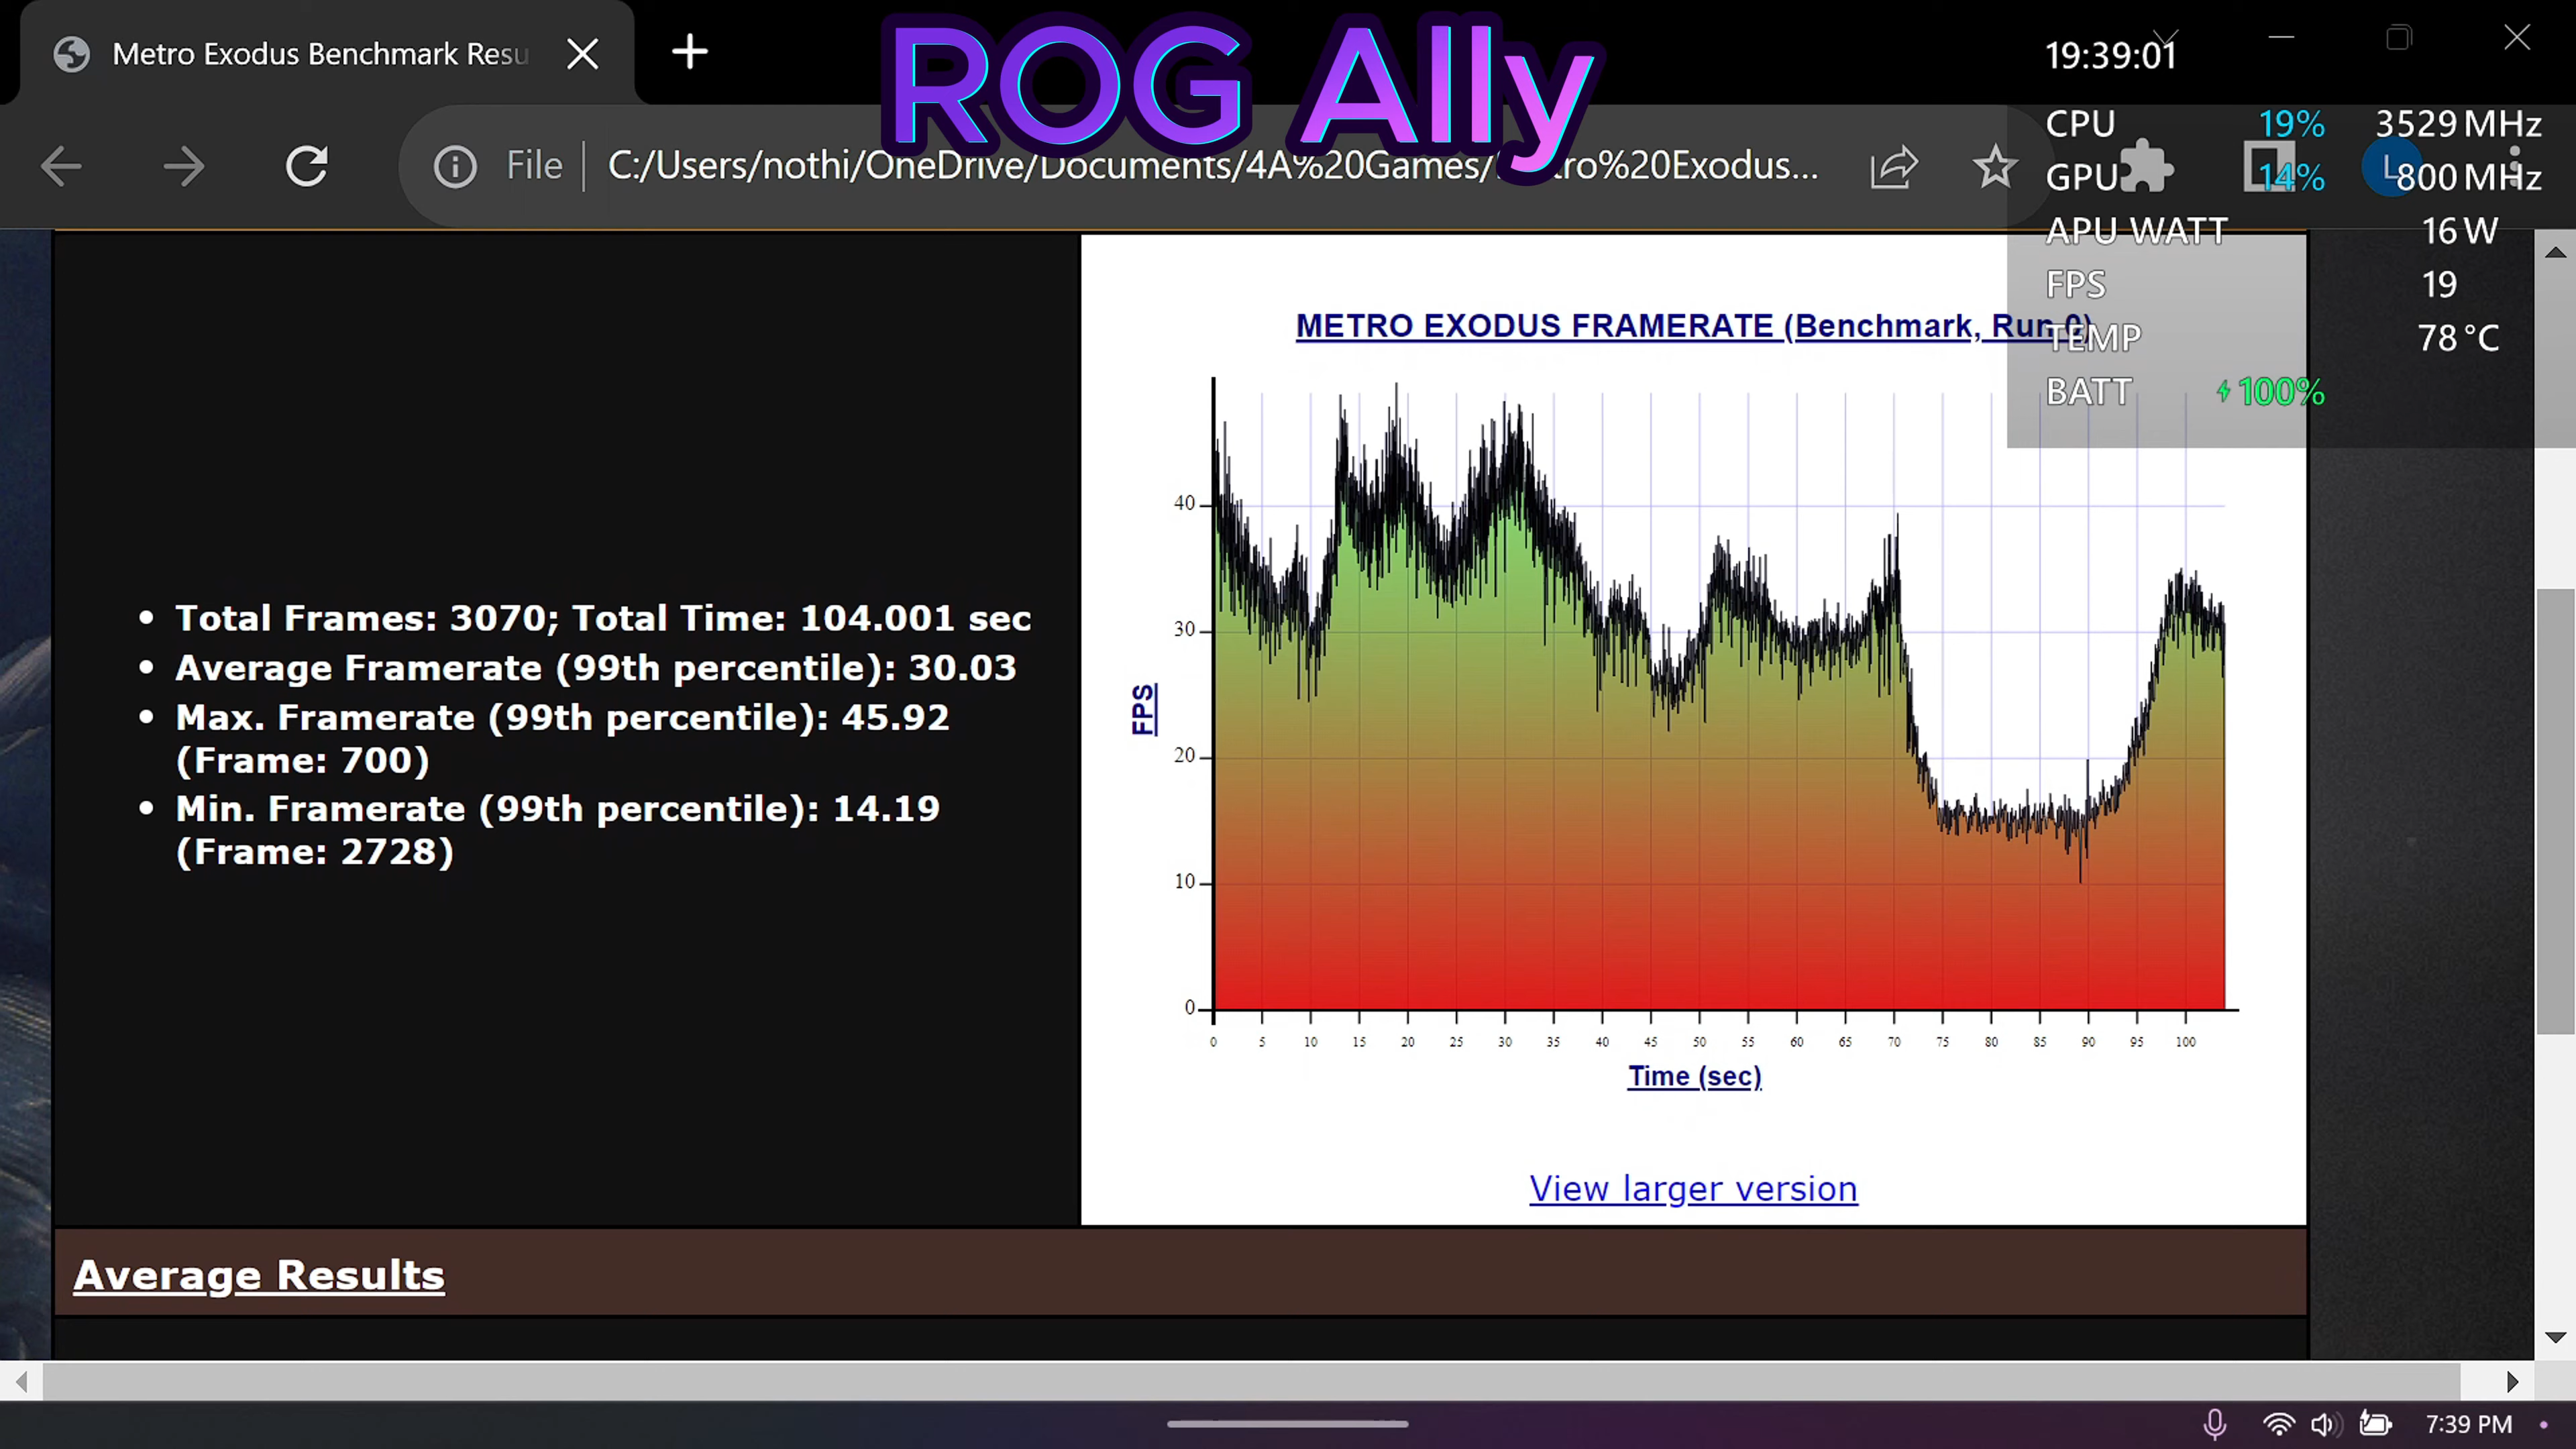 ROG Ally
Metro Exodus Benchmark Resu
19:39:01
File C:/Users/nothi/OneDrive/Documents/4A%20Games/ tro%20Exodus...
CPU 19% 3529 MHz
GPU 14% 800 MHz
APU WATT 16 W
FPS 19
TEMP 78 °C
BATT 100%
METRO EXODUS FRAMERATE (Benchmark, Run 0)
Total Frames: 3070; Total Time: 104.001 sec
Average Framerate (99th percentile): 30.03
Max. Framerate (99th percentile): 45.92
(Frame: 700)
Min. Framerate (99th percentile): 14.19
(Frame: 2728)
FPS
40
30
20
10
0
0 5 10 15 20 25 30 35 40 45 50 55 60 65 70 75 80 85 90 95 100
Time (sec)
View larger version
Average Results
7:39 PM